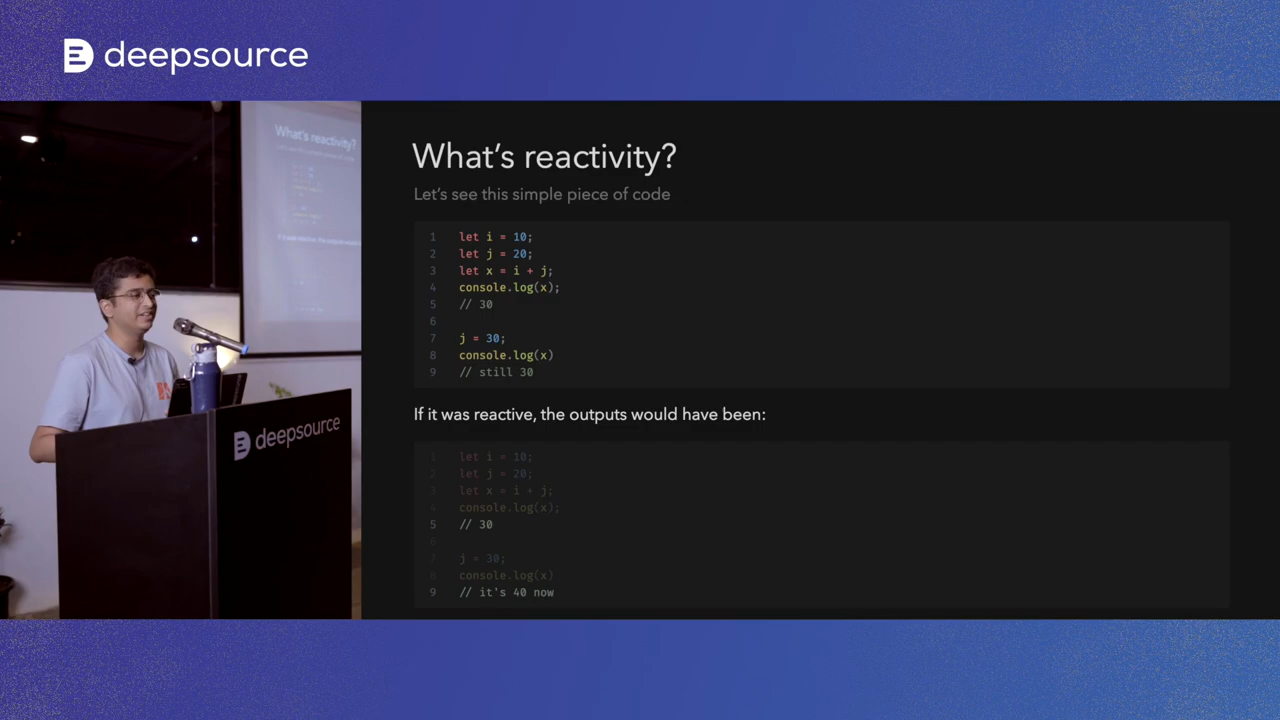 deepsource
What's reactivity?
Let's see this simple piece of code
1 let i = 10;
2 let j = 20;
3 let x = i + j;
4 console.log(x);
5 // 30
6
7 j = 30;
8 console.log(x)
9 // still 30
If it was reactive, the outputs would have been:
1 let i = 10;
2 let j = 20;
3 let x = i + j;
4 console.log(x);
5 // 30
6
7 j = 30;
8 console.log(x)
9 // it's 40 now
What's reactivity?
deepsource